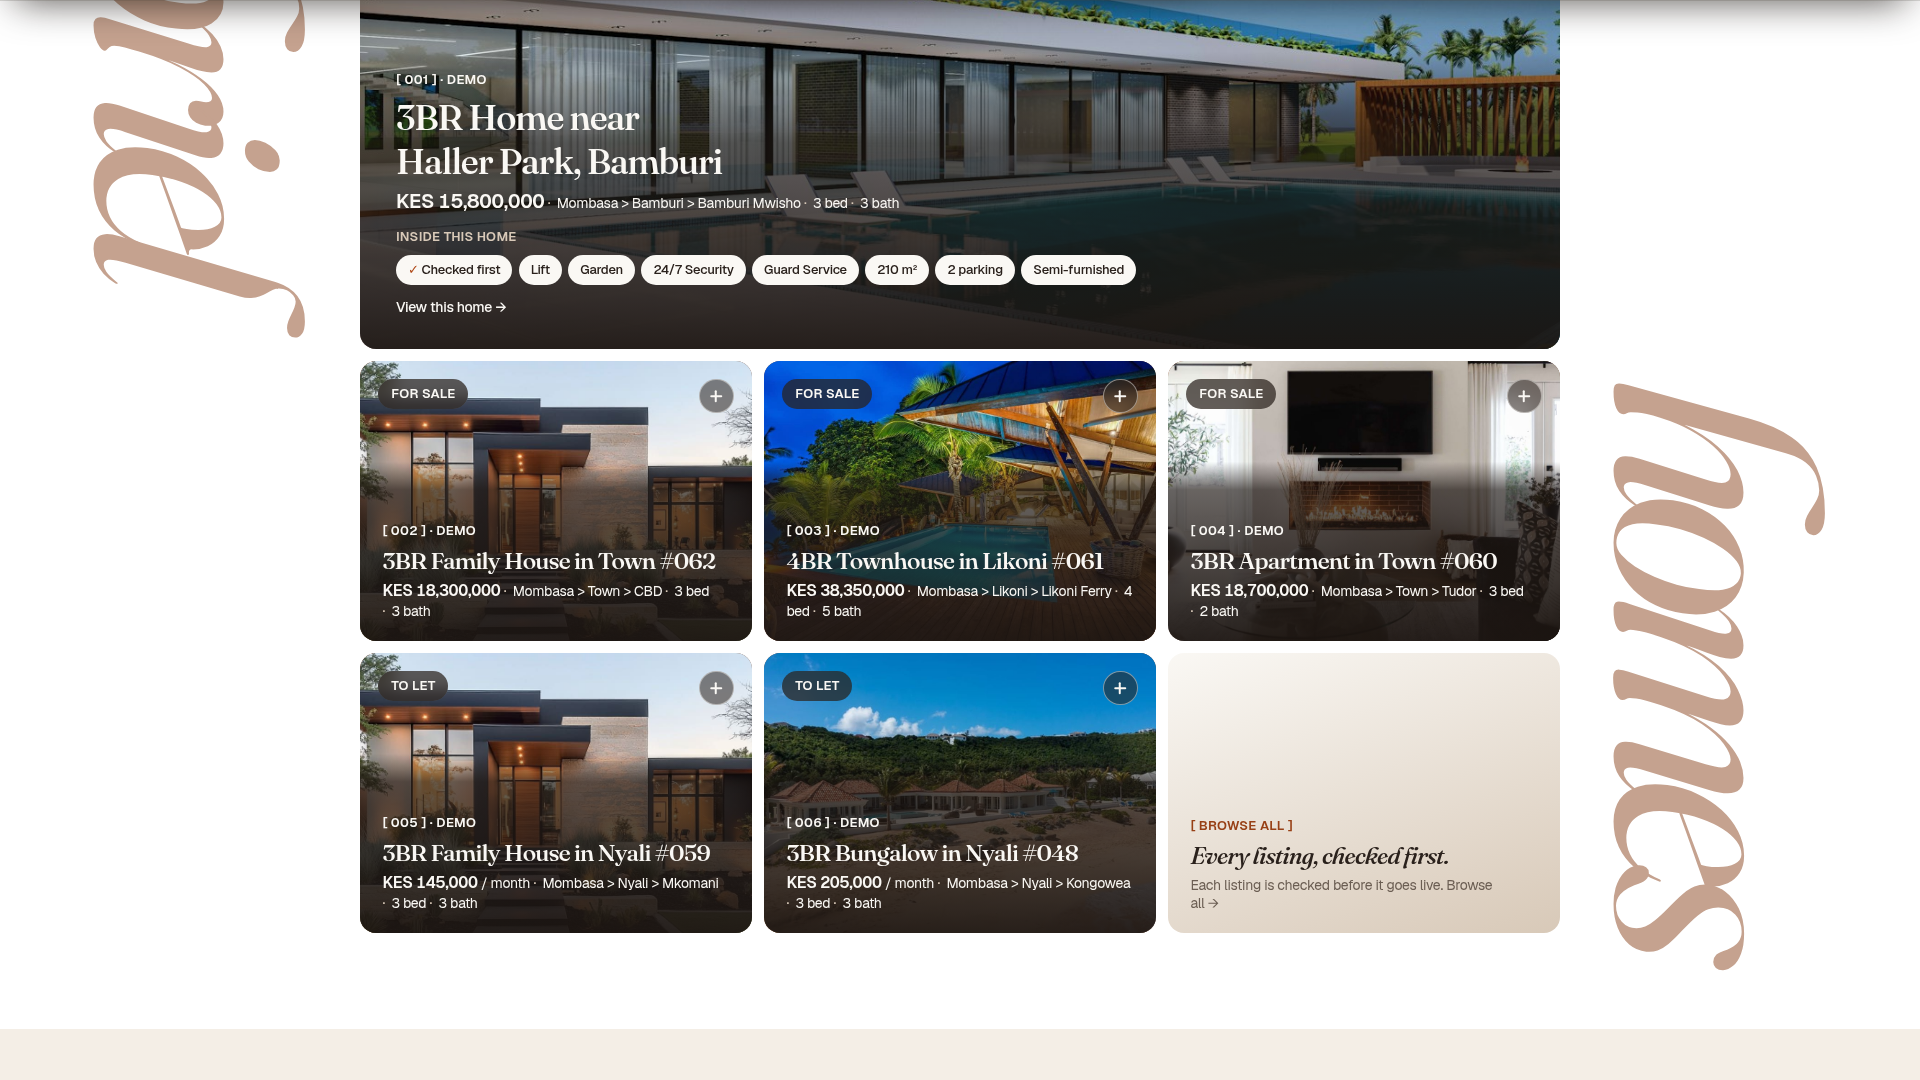 [ 001 ] · DEMO
3BR Home near
Haller Park, Bamburi
KES 15,800,000 · Mombasa > Bamburi > Bamburi Mwisho · 3 bed · 3 bath
INSIDE THIS HOME
✓ Checked first Lift Garden 24/7 Security Guard Service 210 m² 2 parking Semi-furnished
View this home →
FOR SALE
[ 002 ] · DEMO
3BR Family House in Town #062
KES 18,300,000 · Mombasa > Town > CBD · 3 bed
· 3 bath
FOR SALE
[ 003 ] · DEMO
4BR Townhouse in Likoni #061
KES 38,350,000 · Mombasa > Likoni > Likoni Ferry · 4
bed · 5 bath
FOR SALE
[ 004 ] · DEMO
3BR Apartment in Town #060
KES 18,700,000 · Mombasa > Town > Tudor · 3 bed
· 2 bath
TO LET
[ 005 ] · DEMO
3BR Family House in Nyali #059
KES 145,000 / month · Mombasa > Nyali > Mkomani
· 3 bed · 3 bath
TO LET
[ 006 ] · DEMO
3BR Bungalow in Nyali #048
KES 205,000 / month · Mombasa > Nyali > Kongowea
· 3 bed · 3 bath
[ BROWSE ALL ]
Every listing, checked first.
Each listing is checked before it goes live. Browse
all →
homes